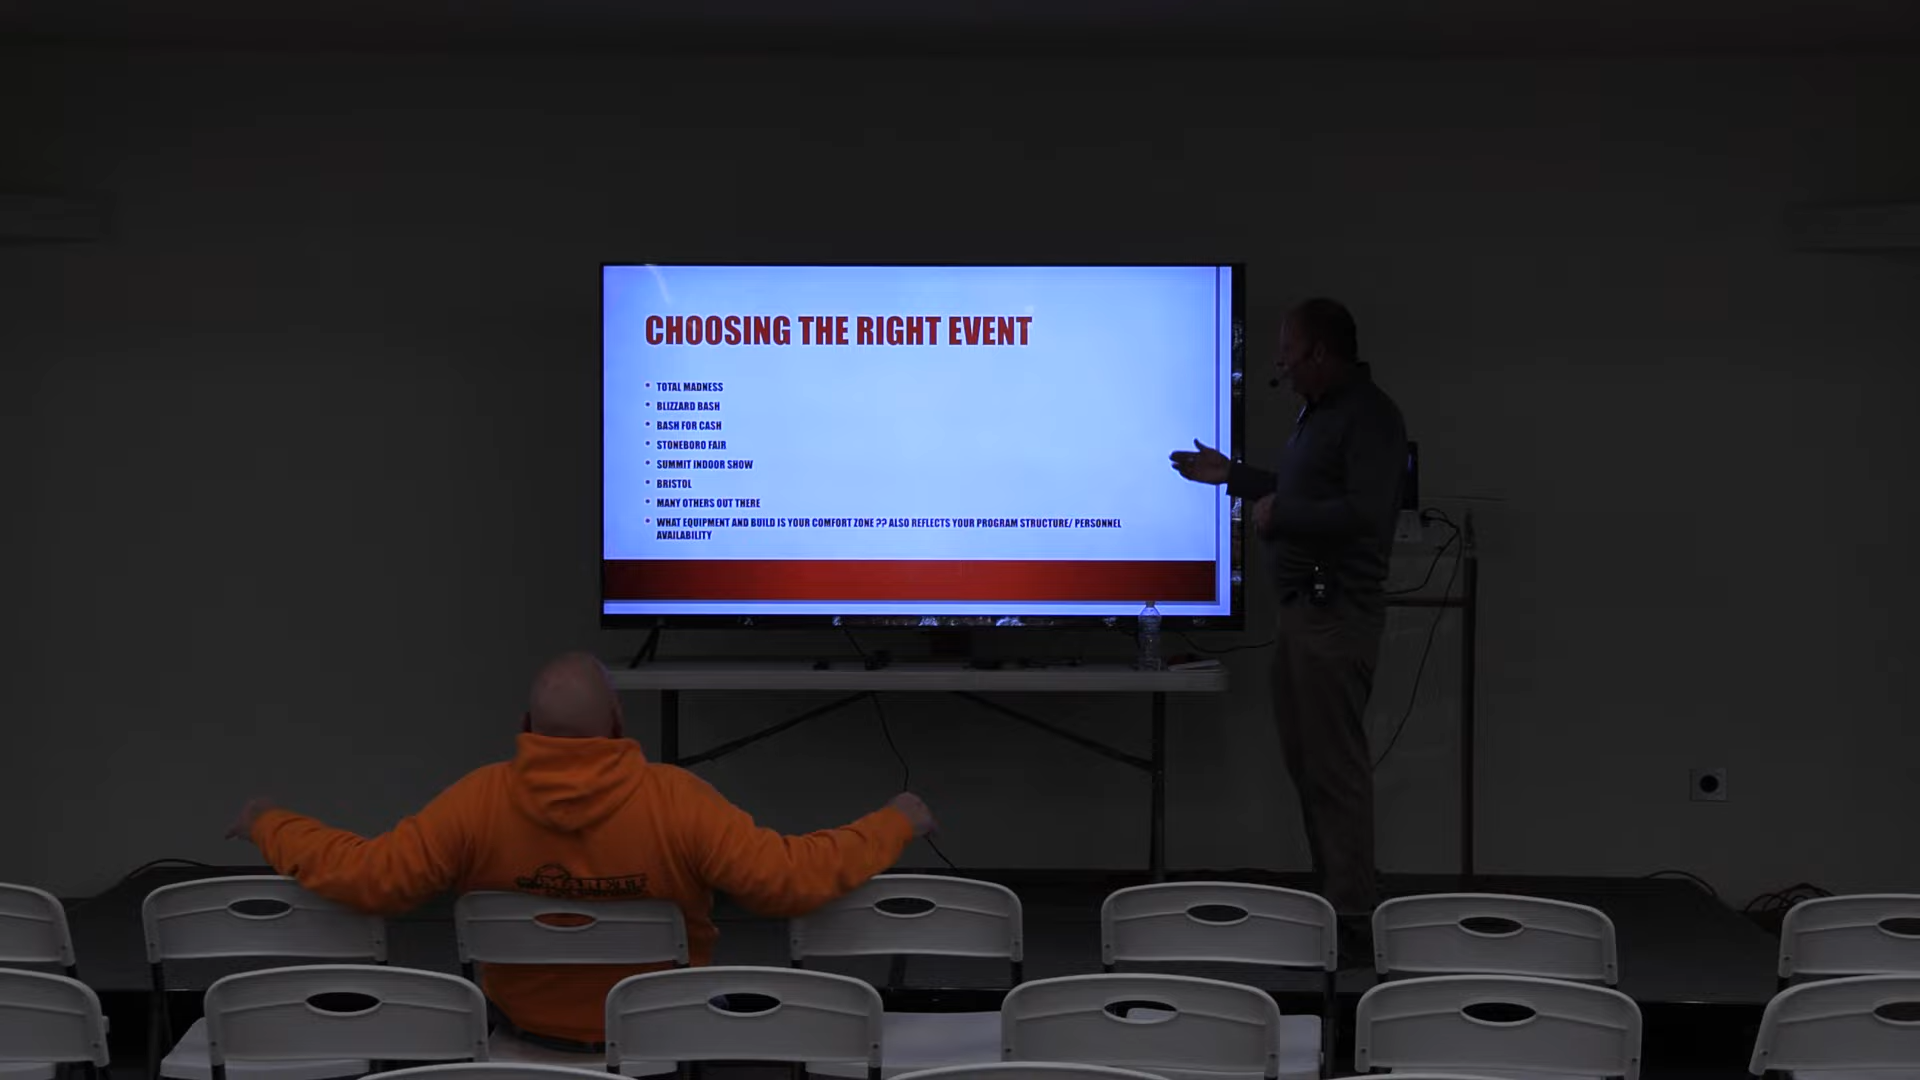 CHOOSING THE RIGHT EVENT
• TOTAL MADNESS
• BLIZZARD BASH
• BASH FOR CASH
• STONEBORO FAIR
• SUMMIT INDOOR SHOW
• BRISTOL
• MANY OTHERS OUT THERE
• WHAT EQUIPMENT AND BUILD IS YOUR COMFORT ZONE ?? ALSO REFLECTS YOUR PROGRAM STRUCTURE/ PERSONNEL
AVAILABILITY